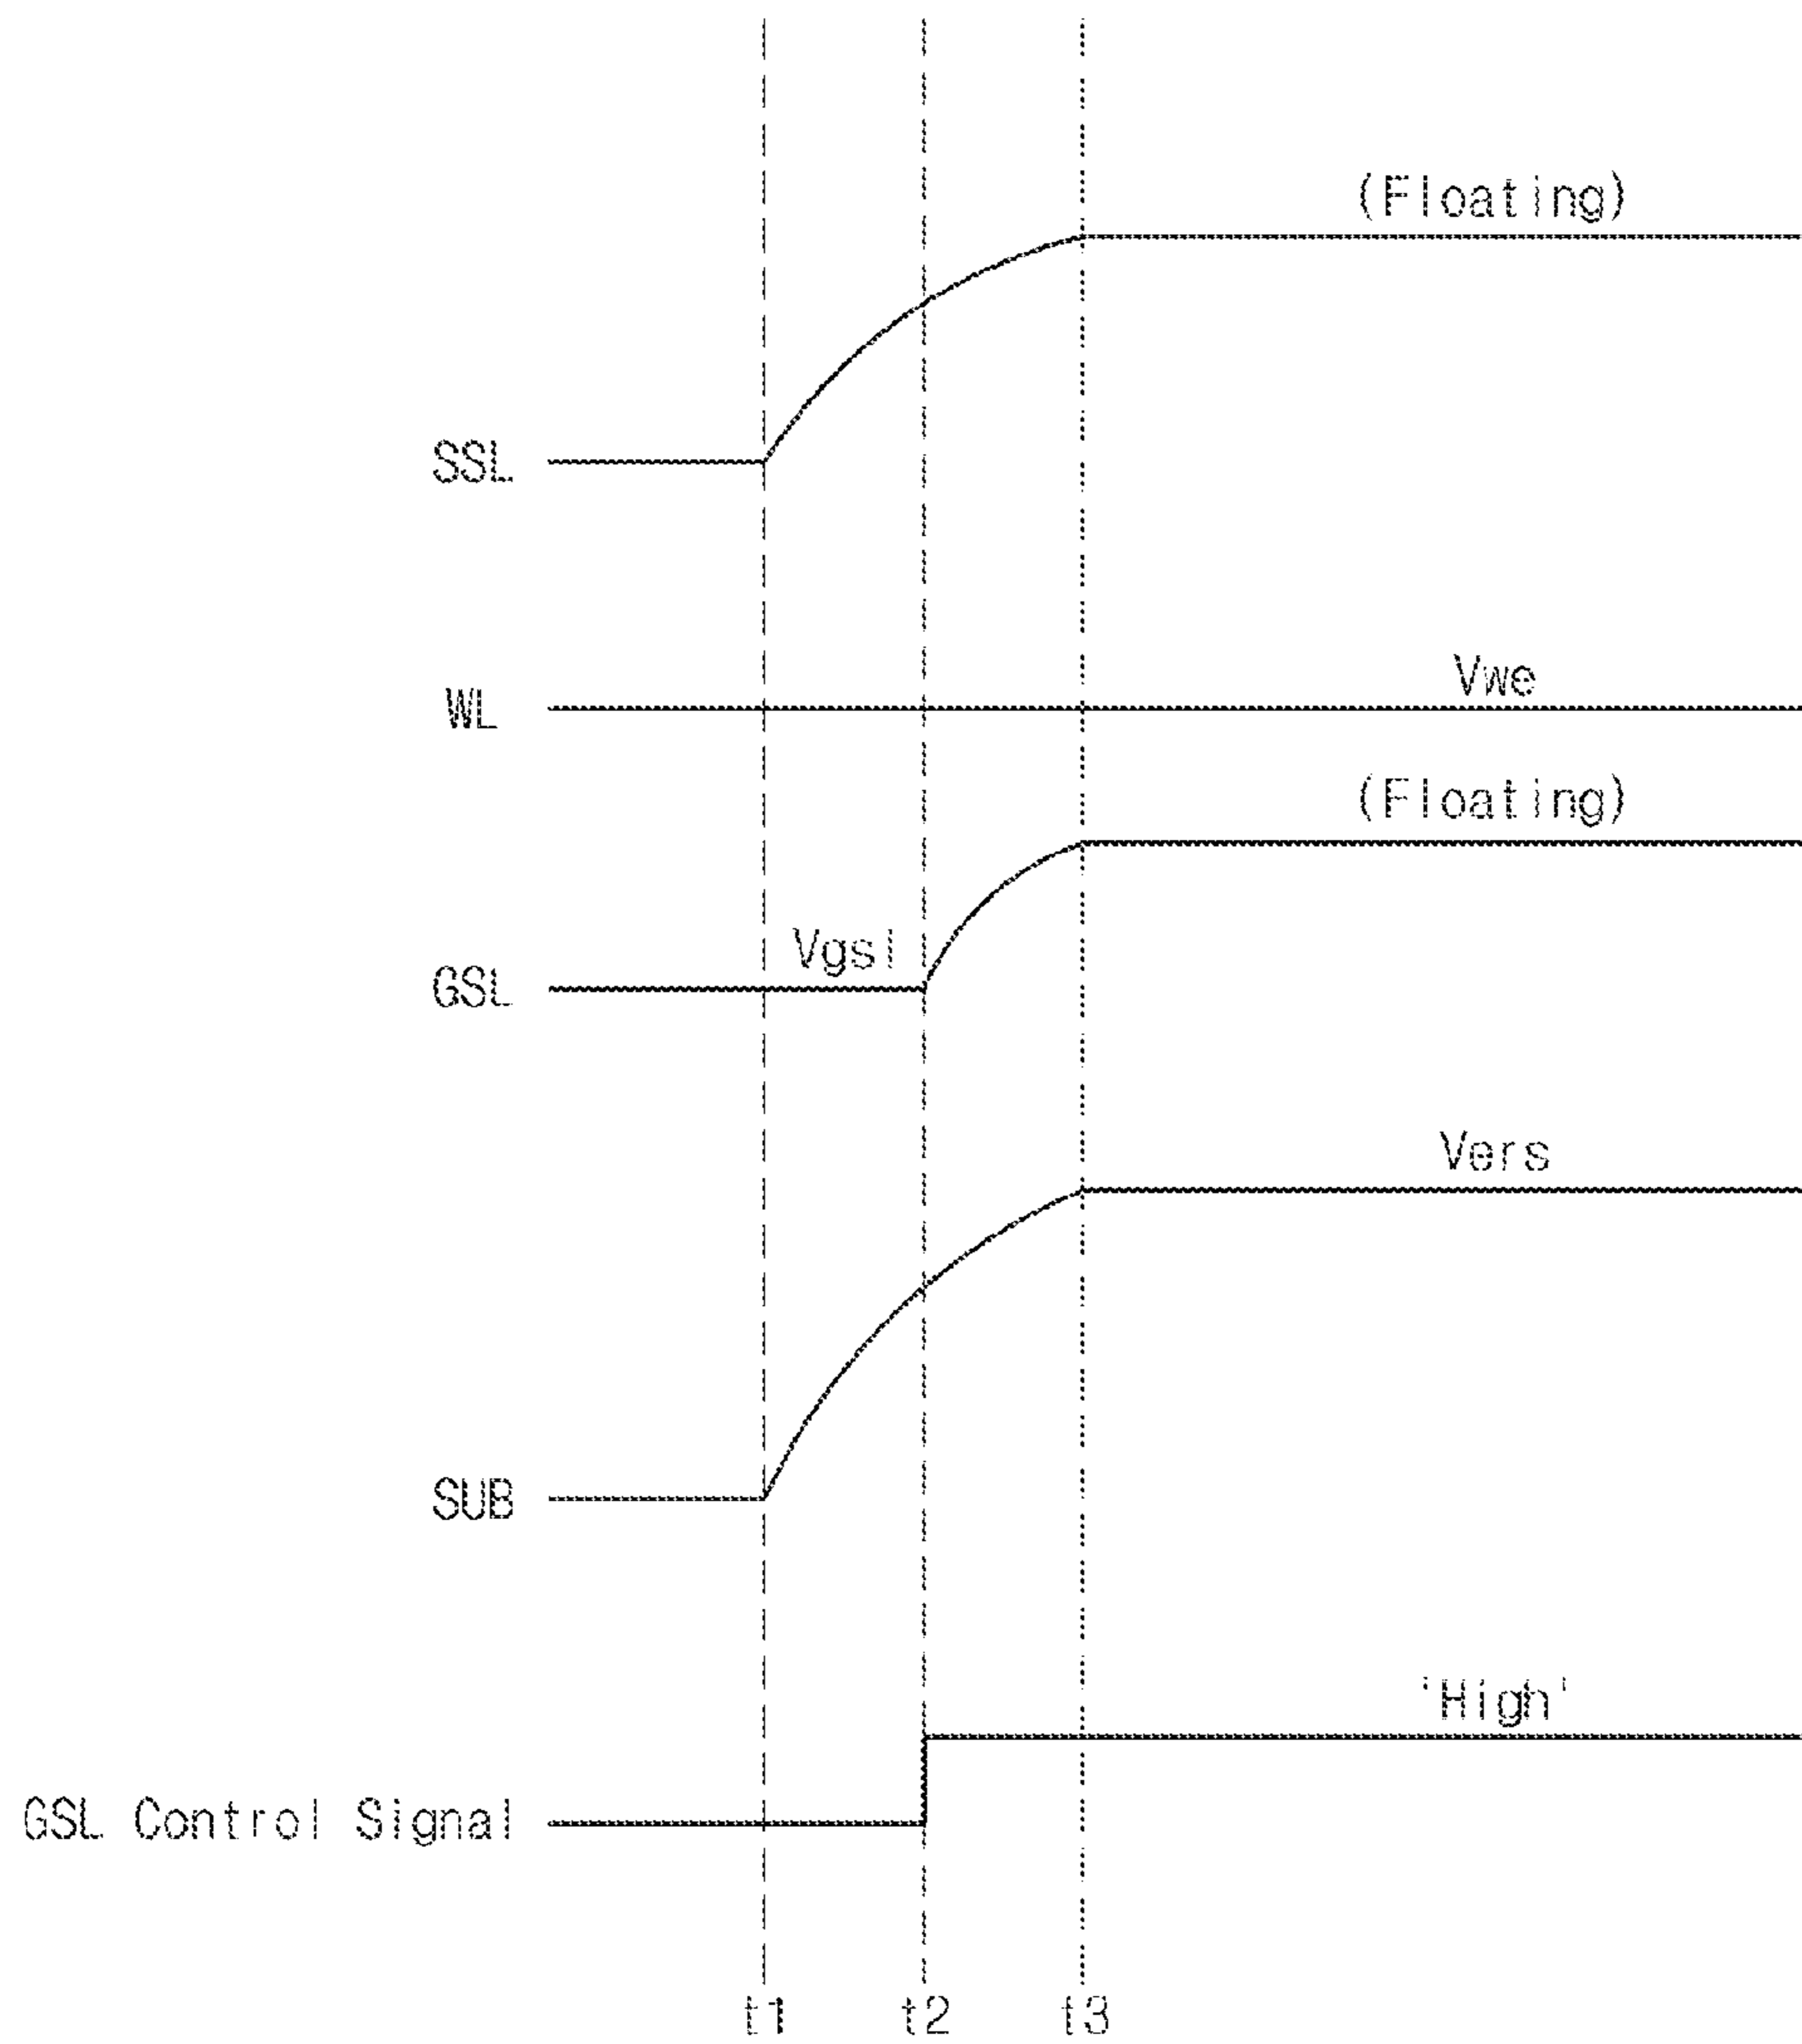 (Floating)
SSL
Vwe
WL
(Floating)
Vgsl
GSL
Vers
SUB
'High'
GSL Control Signal
t1 t2 t3